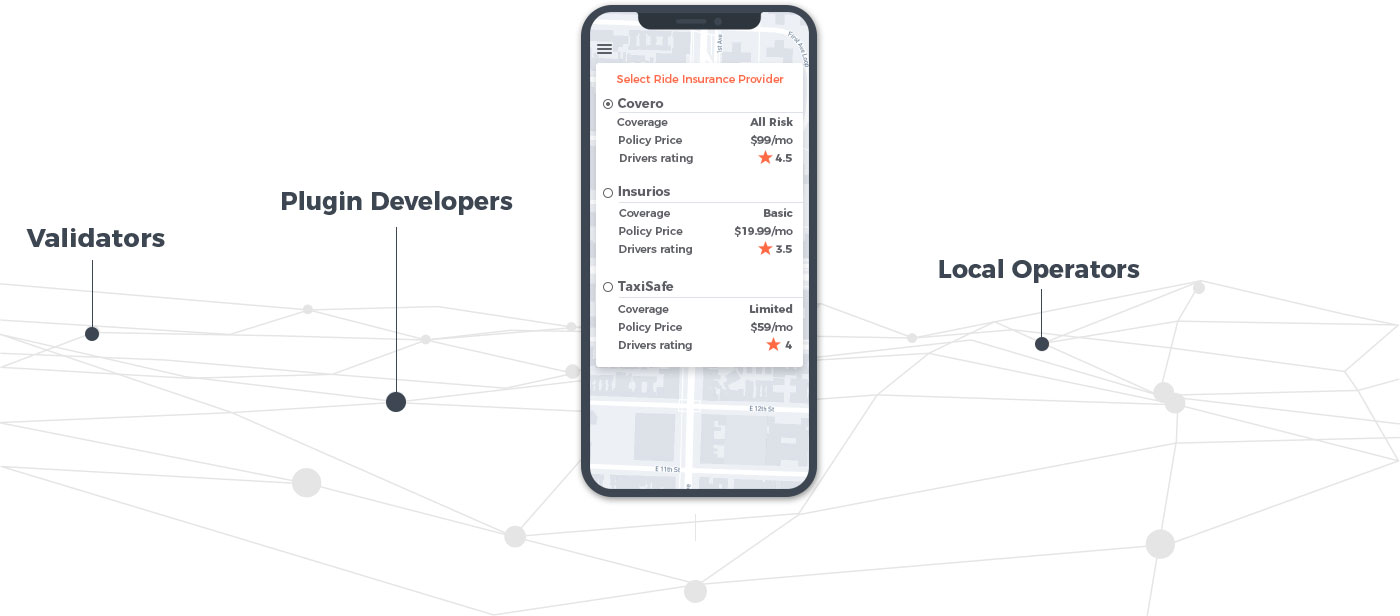 1st Ave
First Ave Loop
Select Ride Insurance Provider
Covero
Coverage All Risk
Policy Price $99/mo
Drivers rating 4.5
Insurios
Coverage Basic
Policy Price $19.99/mo
Drivers rating 3.5
TaxiSafe
Coverage Limited
Policy Price $59/mo
Drivers rating 4
E 12th St
E 11th St
Plugin Developers
Validators
Local Operators